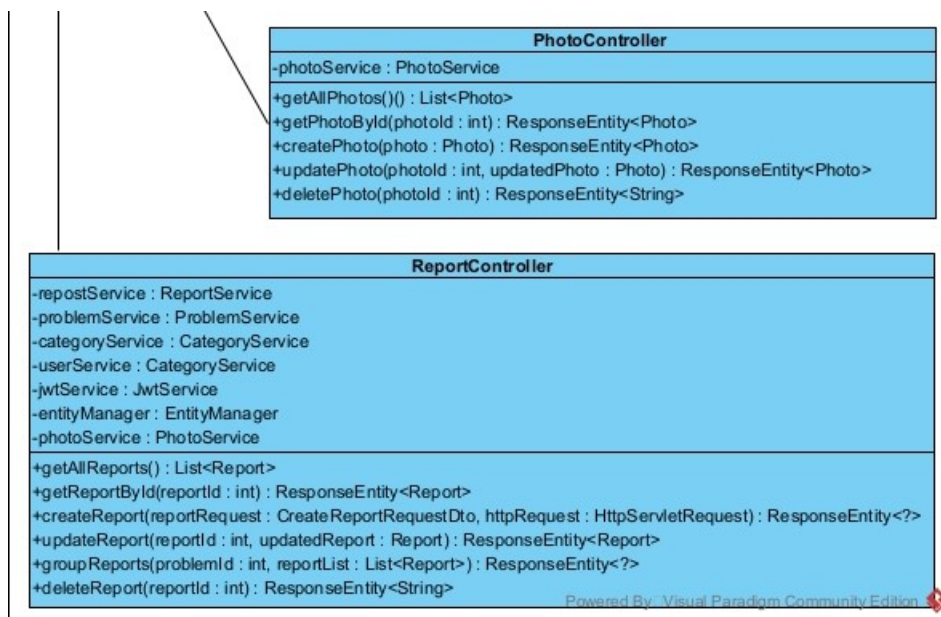 PhotoController
-photoService : PhotoService
+getAllPhotos()() : List<Photo>
+getPhotoById(photoId : int) : ResponseEntity<Photo>
+createPhoto(photo : Photo) : ResponseEntity<Photo>
+updatePhoto(photoId : int, updatedPhoto : Photo) : ResponseEntity<Photo>
+deletePhoto(photoId : int) : ResponseEntity<String>
ReportController
-repostService : ReportService
-problemService : ProblemService
-categoryService : CategoryService
-userService : CategoryService
-jwtService : JwtService
-entityManager : EntityManager
-photoService : PhotoService
+getAllReports() : List<Report>
+getReportById(reportId : int) : ResponseEntity<Report>
+createReport(reportRequest : CreateReportRequestDto, httpRequest : HttpServletRequest) : ResponseEntity<?>
+updateReport(reportId : int, updatedReport : Report) : ResponseEntity<Report>
+groupReports(problemId : int, reportList : List<Report>) : ResponseEntity<?>
+deleteReport(reportId : int) : ResponseEntity<String>
Powered By Visual Paradigm Community Edition